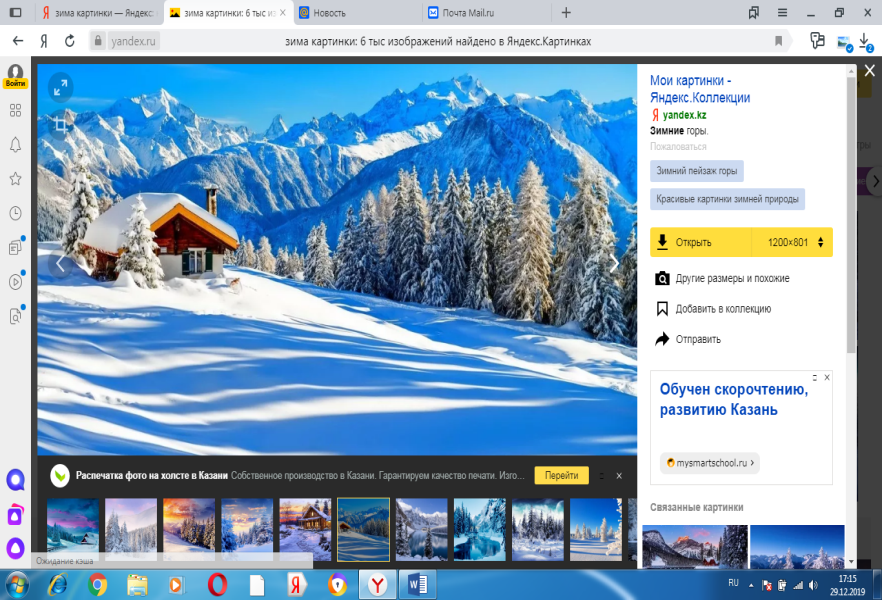 зима картинки — Яндекс:
зима картинки: 6 тыс из
Новость
Почта Mail.ru
yandex.ru
зима картинки: 6 тыс изображений найдено в Яндекс.Картинках
Войти
Мои картинки -
Яндекс.Коллекции
yandex.kz
Зимние горы.
Пожаловаться
Зимний пейзаж горы
Красивые картинки зимней природы
Открыть 1200×801
Другие размеры и похожие
Добавить в коллекцию
Отправить
Обучен скорочтению,
развитию Казань
mysmartschool.ru
Связанные картинки
Распечатка фото на холсте в Казани Собственное производство в Казани. Гарантируем качество печати. Изго...
Перейти
Ожидание кэша
RU
17:15
29.12.2019